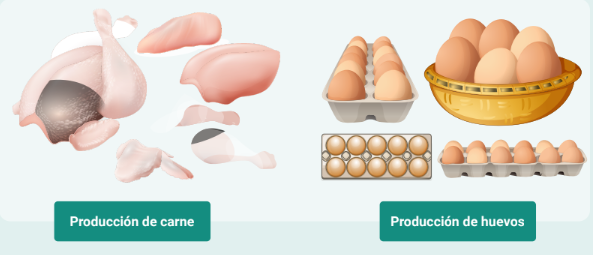 Producción de carne
Producción de huevos